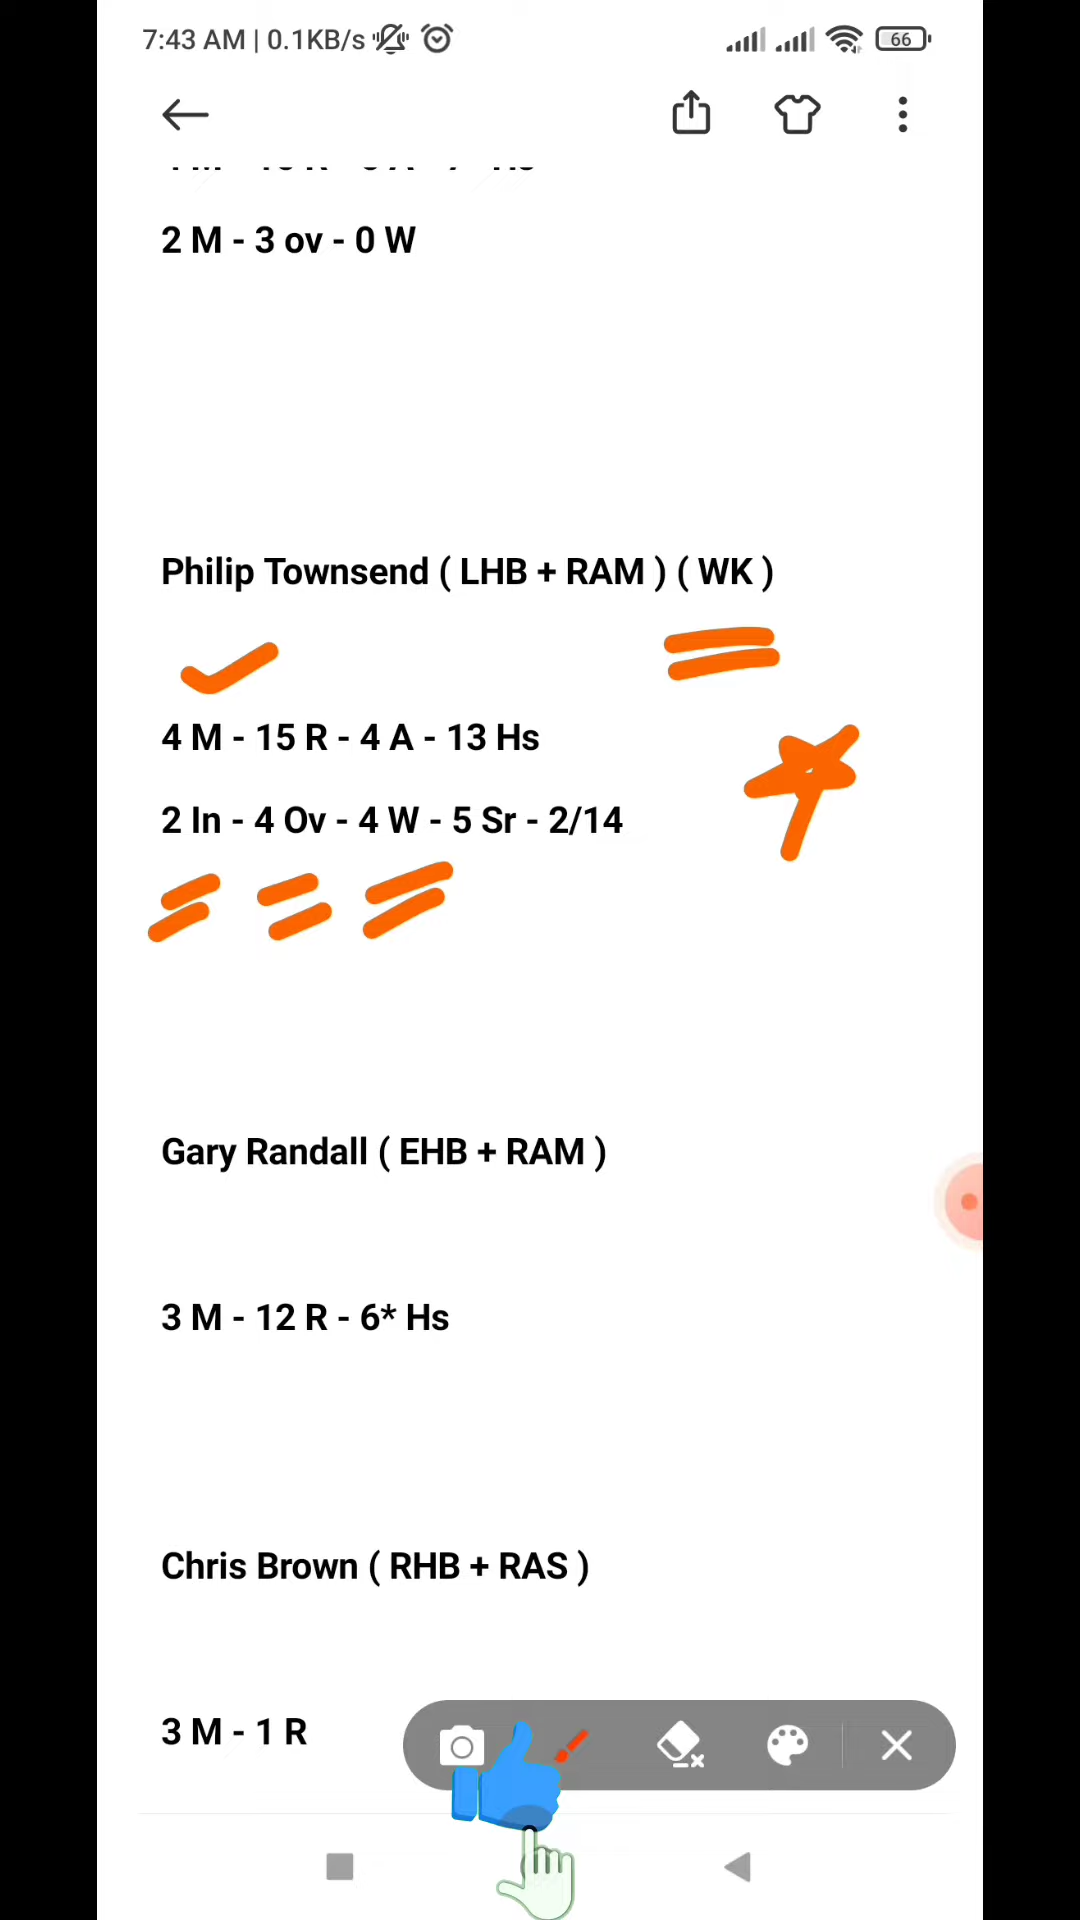 7:43 AM | 0.1KB/s
66
2 M - 3 ov - 0 W
Philip Townsend ( LHB + RAM ) ( WK )
4 M - 15 R - 4 A - 13 Hs
2 In - 4 Ov - 4 W - 5 Sr - 2/14
Gary Randall ( EHB + RAM )
3 M - 12 R - 6* Hs
Chris Brown ( RHB + RAS )
3 M - 1 R